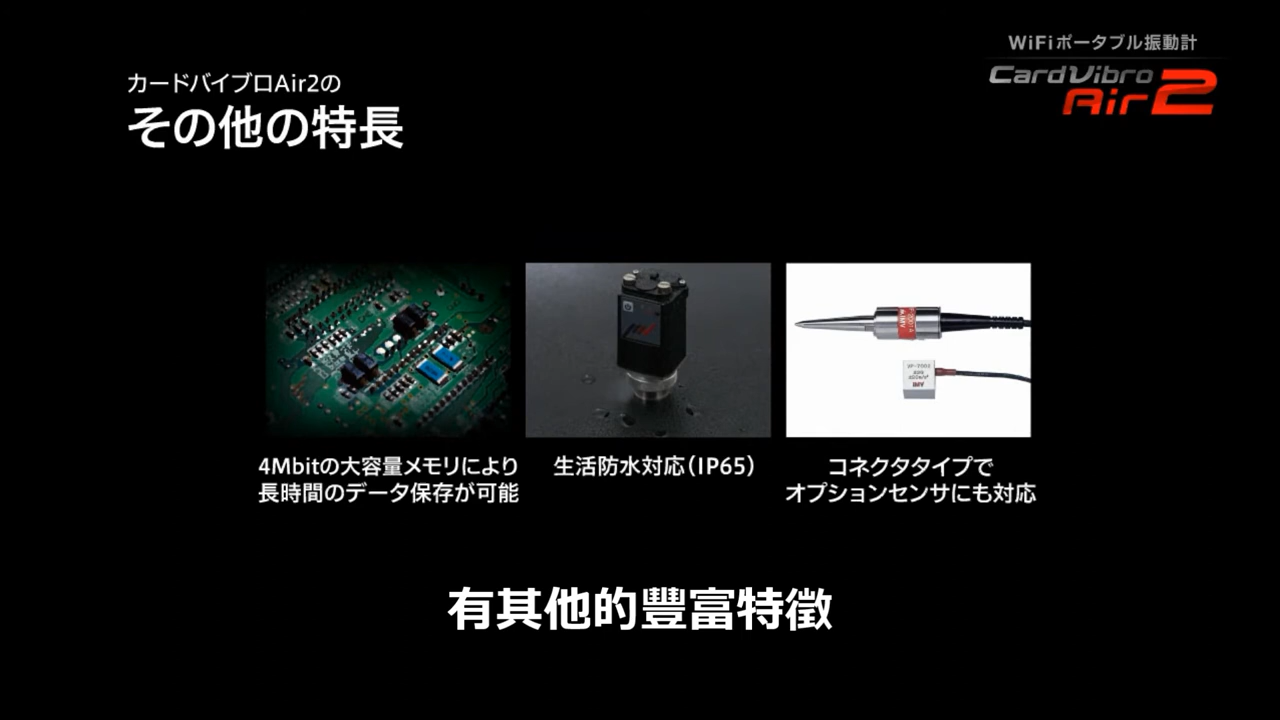 WiFiポータブル振動計
CardVibro
Air2
カードバイブロAir2の
その他の特長
VP-7002
IMV
4Mbitの大容量メモリにより
長時間のデータ保存が可能
生活防水対応（IP65）
コネクタタイプで
オプションセンサにも対応
有其他的豐富特徵